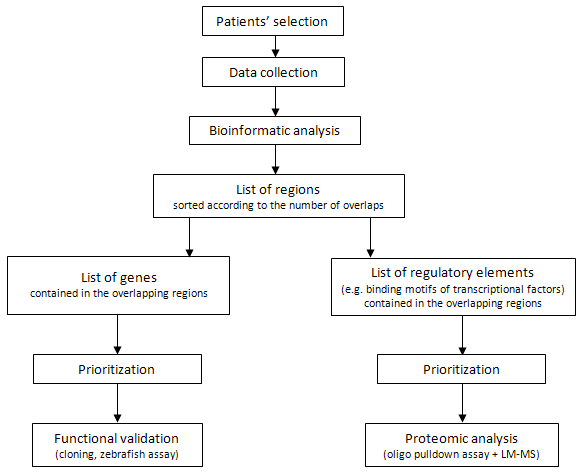 Patients’ selection
Data collection
Bioinformatic analysis
List of regions
sorted according to the number of overlaps
List of genes
contained in the overlapping regions
List of regulatory elements
(e.g. binding motifs of transcriptional factors)
contained in the overlapping regions
Prioritization
Prioritization
Functional validation
(cloning, zebrafish assay)
Proteomic analysis
(oligo pulldown assay + LM-MS)